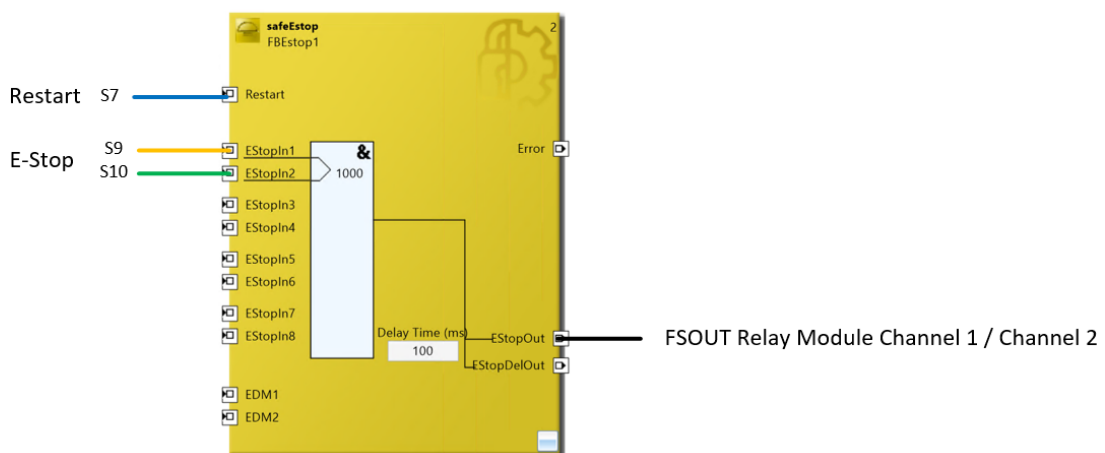 safeEstop
FBEstop1
2
Restart S7
Restart
E-Stop
S9
S10
EStopIn1
EStopIn2
&
1000
Error
EStopIn3
EStopIn4
EStopIn5
EStopIn6
EStopIn7
EStopIn8
Delay Time (ms)
100
EStopOut
EStopDelOut
FSOUT Relay Module Channel 1 / Channel 2
EDM1
EDM2